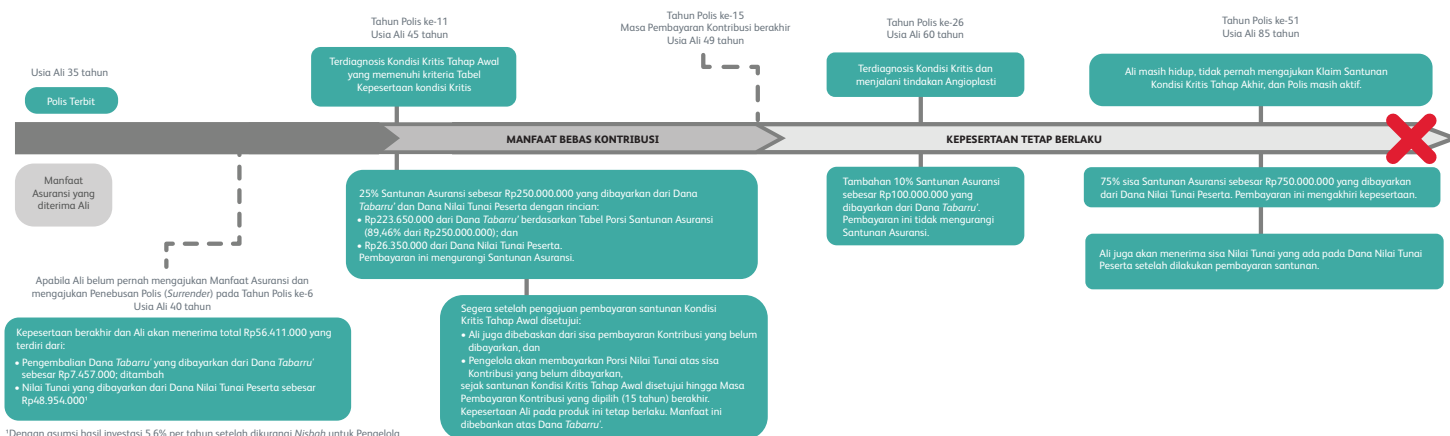 Usia Ali 35 tahun
Polis Terbit
Tahun Polis ke-11
Usia Ali 45 tahun
Terdiagnosis Kondisi Kritis Tahap Awal
yang memenuhi kriteria Tabel
Kepesertaan kondisi Kritis
Tahun Polis ke-15
Masa Pembayaran Kontribusi berakhir
Usia Ali 49 tahun
Tahun Polis ke-26
Usia Ali 60 tahun
Terdiagnosis Kondisi Kritis dan
menjalani tindakan Angioplasti
Tahun Polis ke-51
Usia Ali 85 tahun
Ali masih hidup, tidak pernah mengajukan Klaim Santunan
Kondisi Kritis Tahap Akhir, dan Polis masih aktif.
MANFAAT BEBAS KONTRIBUSI
KEPESERTAAN TETAP BERLAKU
Manfaat
Asuransi yang
diterima Ali
Apabila Ali belum pernah mengajukan Manfaat Asuransi dan
mengajukan Penebusan Polis (Surrender) pada Tahun Polis ke-6
Usia Ali 40 tahun
Kepesertaan berakhir dan Ali akan menerima total Rp56.411.000 yang
terdiri dari:
• Pengembalian Dana Tabarru' yang dibayarkan dari Dana Tabarru'
sebesar Rp7.457.000; ditambah
• Nilai Tunai yang dibayarkan dari Dana Nilai Tunai Peserta sebesar
Rp48.954.000¹
25% Santunan Asuransi sebesar Rp250.000.000 yang dibayarkan dari Dana
Tabarru' dan Dana Nilai Tunai Peserta dengan rincian:
• Rp223.650.000 dari Dana Tabarru' berdasarkan Tabel Porsi Santunan Asuransi
(89,46% dari Rp250.000.000); dan
• Rp26.350.000 dari Dana Nilai Tunai Peserta.
Pembayaran ini mengurangi Santunan Asuransi.
Segera setelah pengajuan pembayaran santunan Kondisi
Kritis Tahap Awal disetujui:
• Ali juga dibebaskan dari sisa pembayaran Kontribusi yang belum
dibayarkan, dan
• Pengelola akan membayarkan Porsi Nilai Tunai atas sisa
Kontribusi yang belum dibayarkan,
sejak santunan Kondisi Kritis Tahap Awal disetujui hingga Masa
Pembayaran Kontribusi yang dipilih (15 tahun) berakhir.
Kepesertaan Ali pada produk ini tetap berlaku. Manfaat ini
dibebankan atas Dana Tabarru'.
Tambahan 10% Santunan Asuransi
sebesar Rp100.000.000 yang
dibayarkan dari Dana Tabarru'.
Pembayaran ini tidak mengurangi
Santunan Asuransi.
75% sisa Santunan Asuransi sebesar Rp750.000.000 yang dibayarkan
dari Dana Nilai Tunai Peserta. Pembayaran ini mengakhiri kepesertaan.
Ali juga akan menerima sisa Nilai Tunai yang ada pada Dana Nilai Tunai
Peserta setelah dilakukan pembayaran santunan.
¹Dengan asumsi hasil investasi 5,6% per tahun setelah dikurangi Nisbah untuk Pengelola